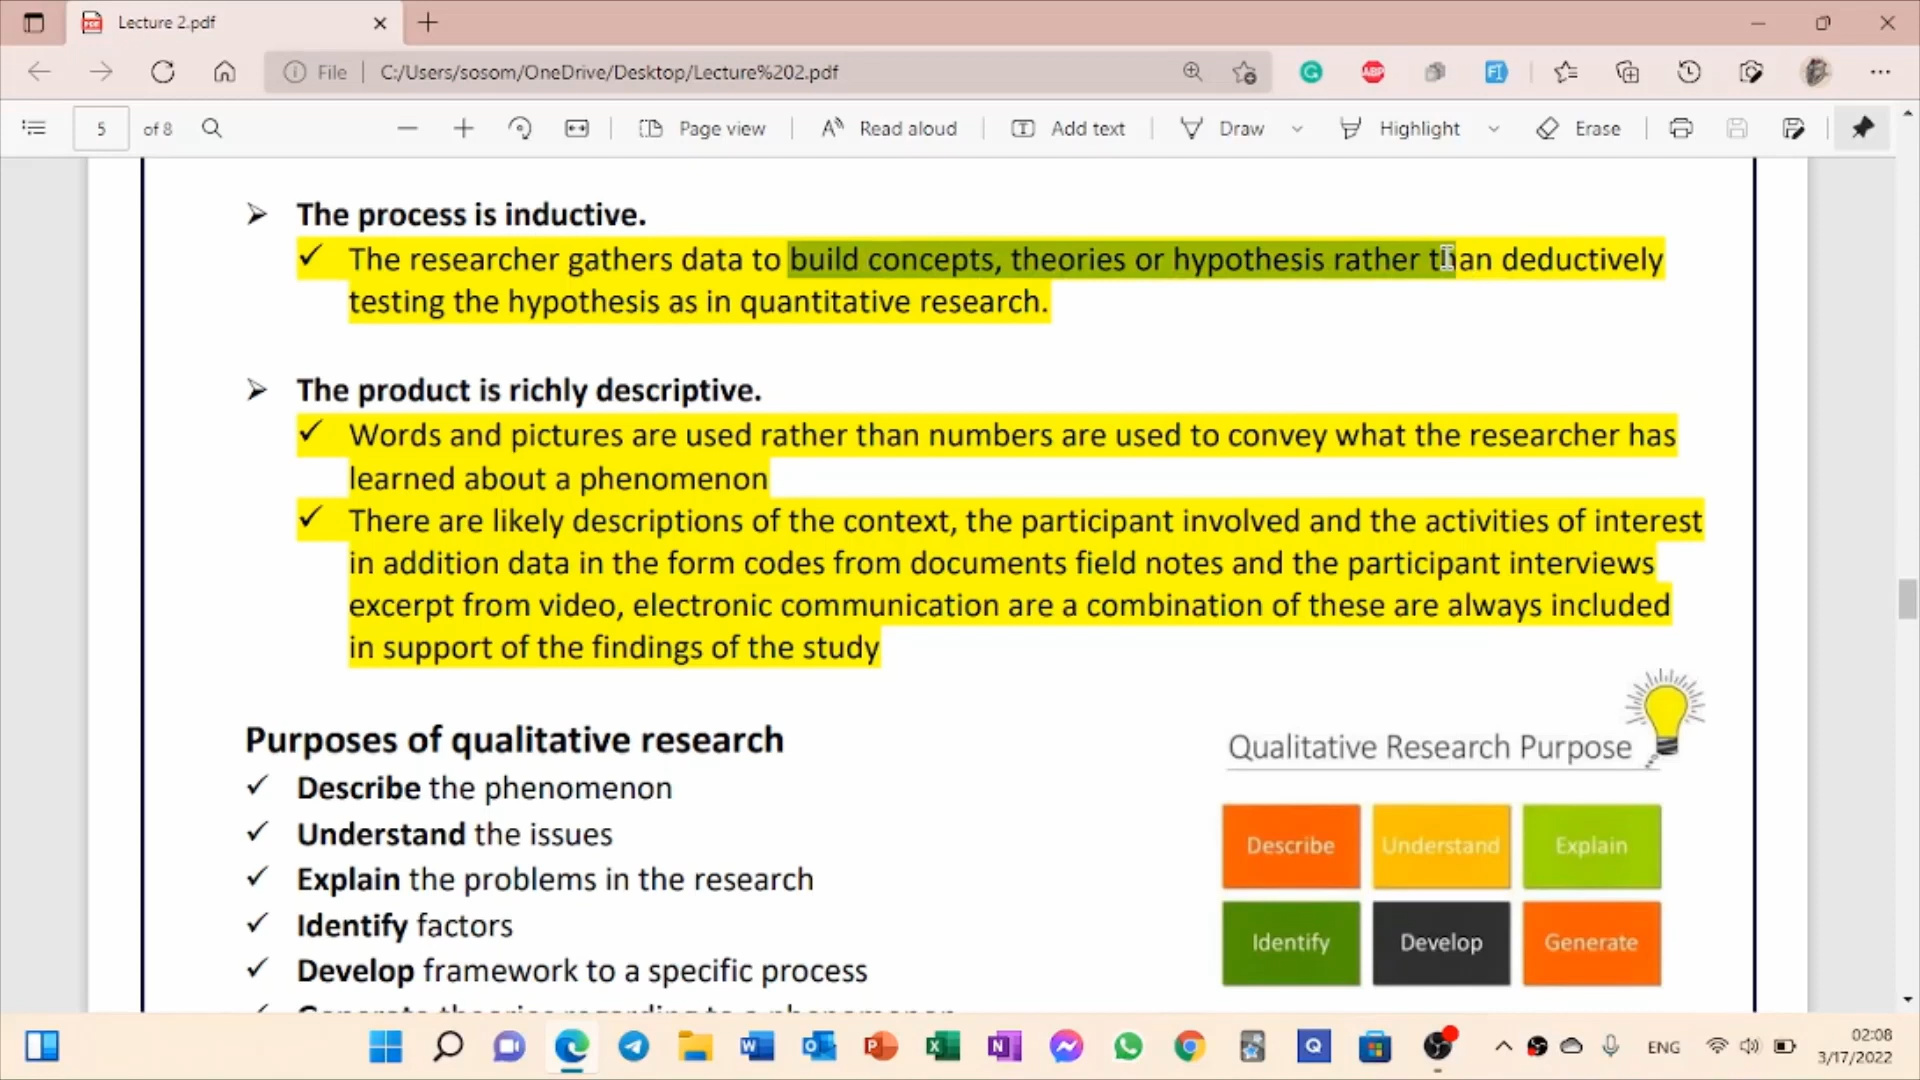 Lecture 2.pdf
File
C:/Users/sosom/OneDrive/Desktop/Lecture%202.pdf
5 of 8
Page view
Read aloud
Add text
Draw
Highlight
Erase
The process is inductive.
The researcher gathers data to build concepts, theories or hypothesis rather than deductively
testing the hypothesis as in quantitative research.
The product is richly descriptive.
Words and pictures are used rather than numbers are used to convey what the researcher has
learned about a phenomenon
There are likely descriptions of the context, the participant involved and the activities of interest
in addition data in the form codes from documents field notes and the participant interviews
excerpt from video, electronic communication are a combination of these are always included
in support of the findings of the study
Purposes of qualitative research
Describe the phenomenon
Understand the issues
Explain the problems in the research
Identify factors
Develop framework to a specific process
Generate theories regarding to a phenomenon
Qualitative Research Purpose
Describe
Understand
Explain
Identify
Develop
Generate
ENG
02:08
3/17/2022